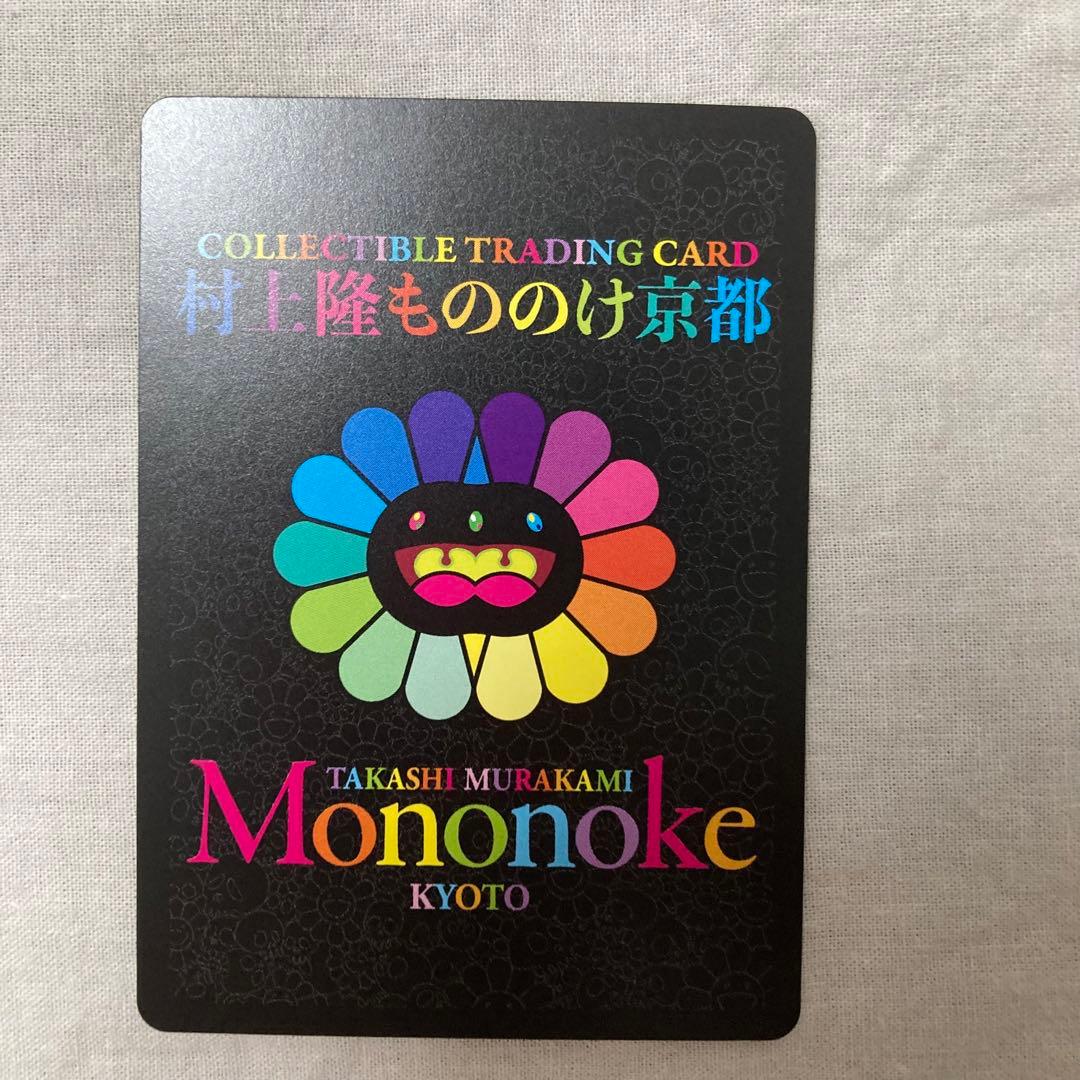 COLLECTIBLE TRADING CARD
村上隆もののけ京都
TAKASHI MURAKAMI
Mononoke
KYOTO